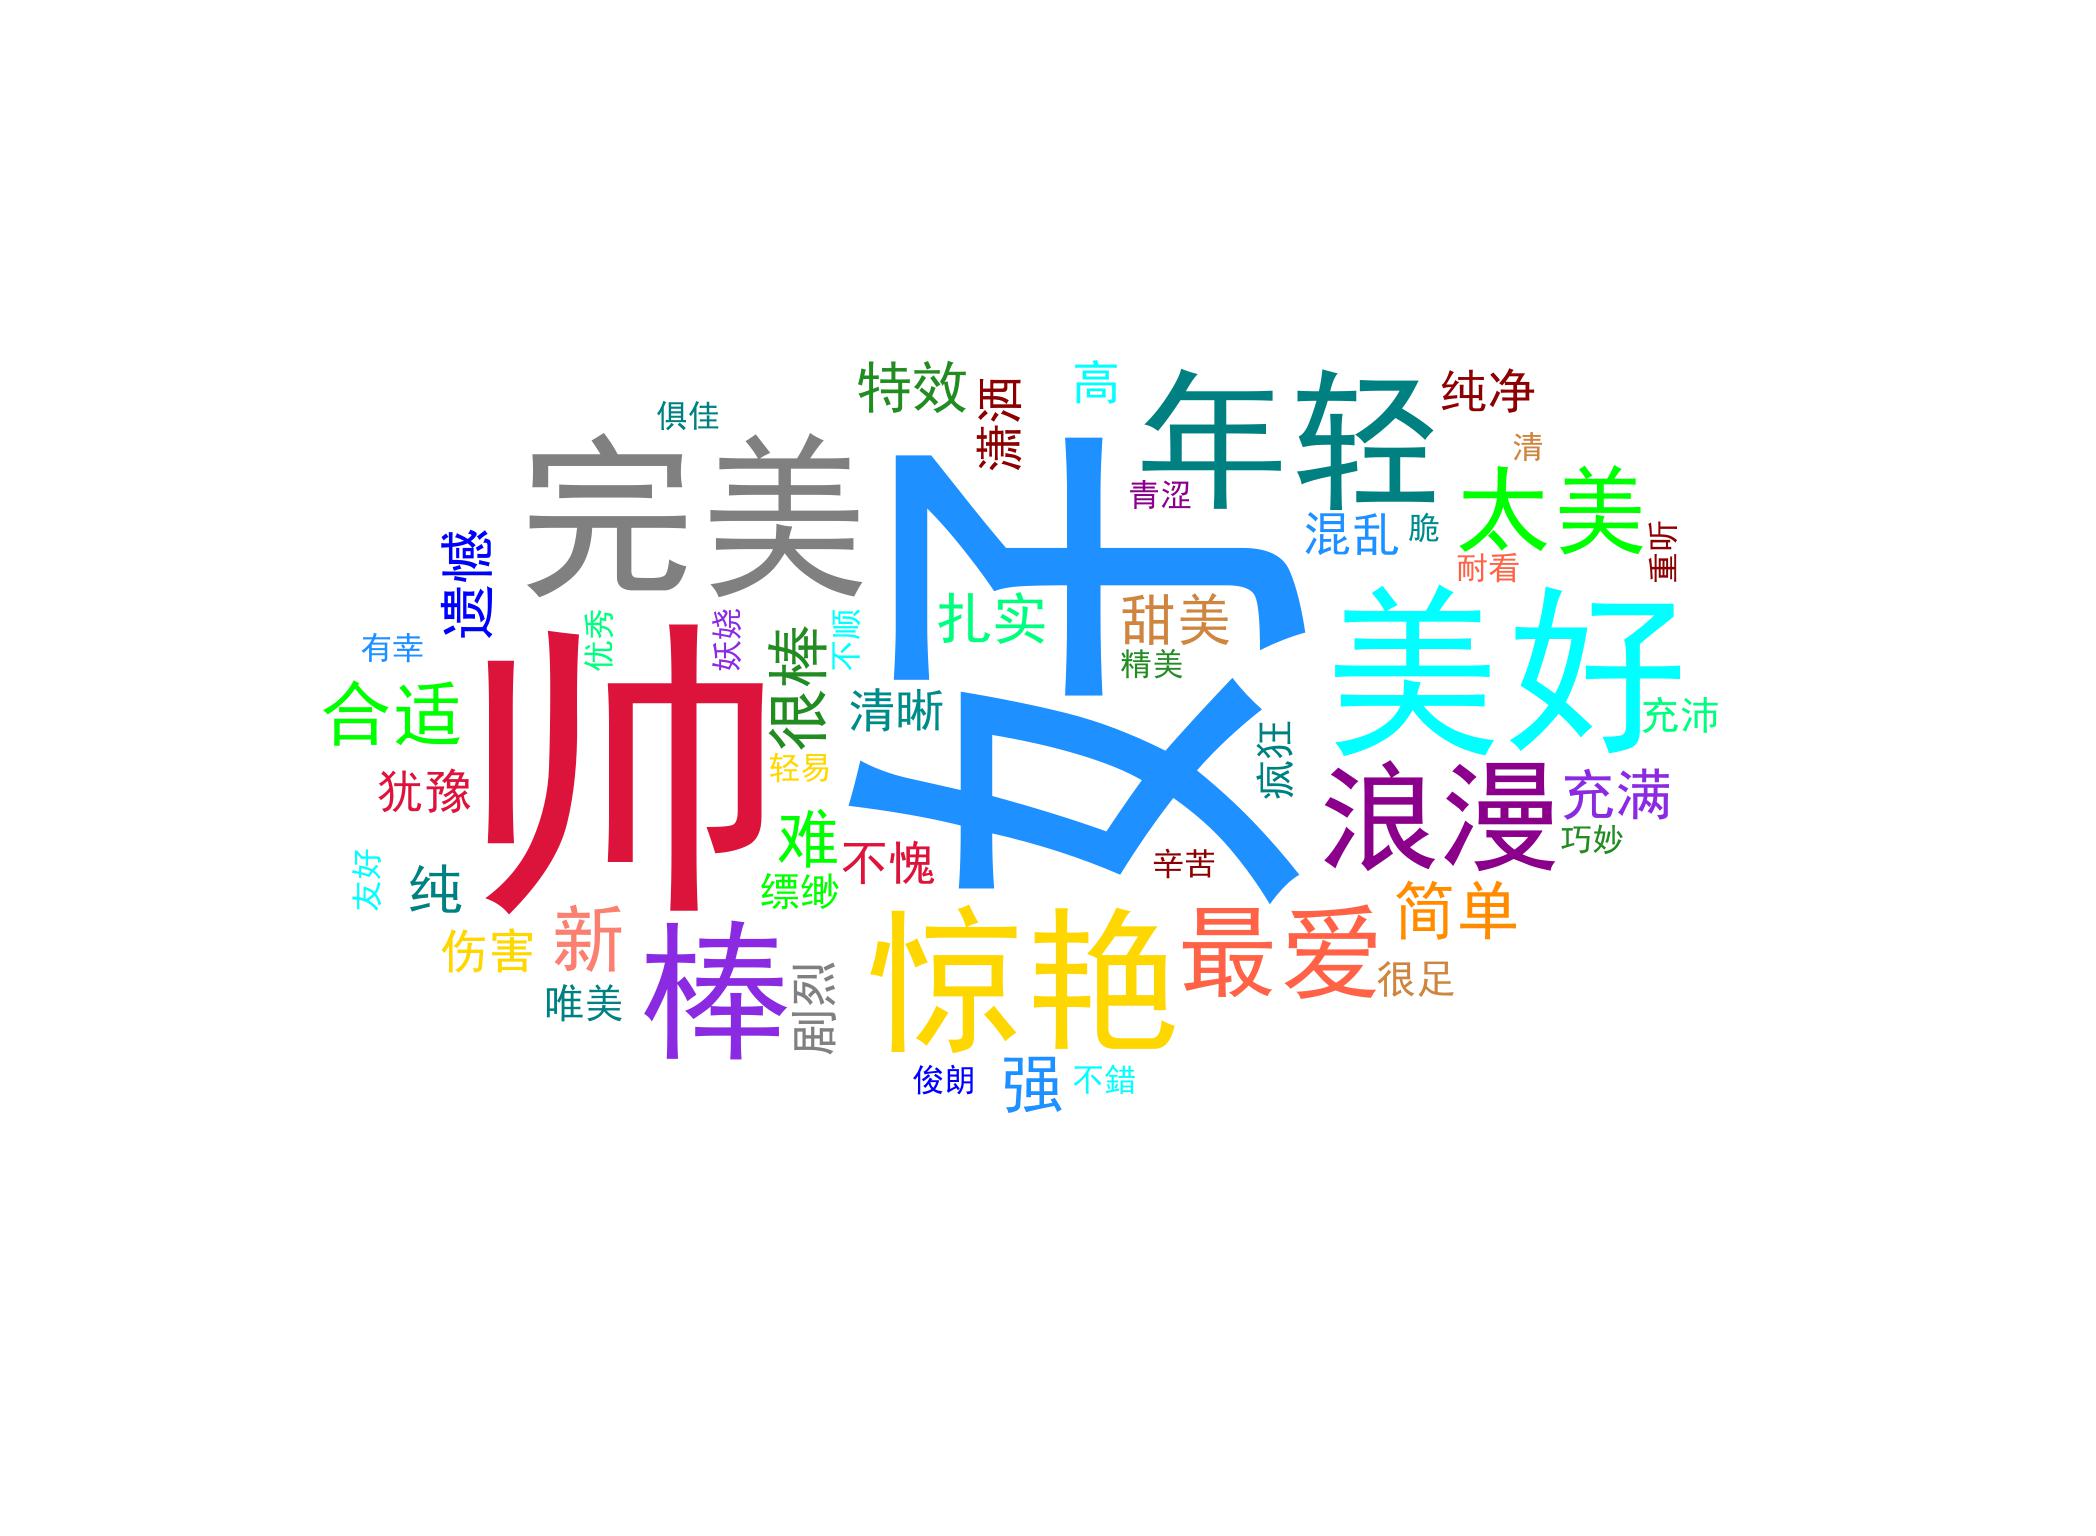 特效
潇洒
高
年轻
纯净
俱佳
完美
好
青涩
清
太美
混乱
脆
耐看
重听
遗憾
优秀
妖娆
不顺
很棒
扎实
甜美
精美
美好
充沛
有幸
合适
帅
清晰
疯狂
轻易
犹豫
浪漫
充满
巧妙
难
不愧
辛苦
缥缈
友好
纯
新
伤害
唯美
棒
剧烈
惊艳
最爱
简单
很足
俊朗
强
不錯